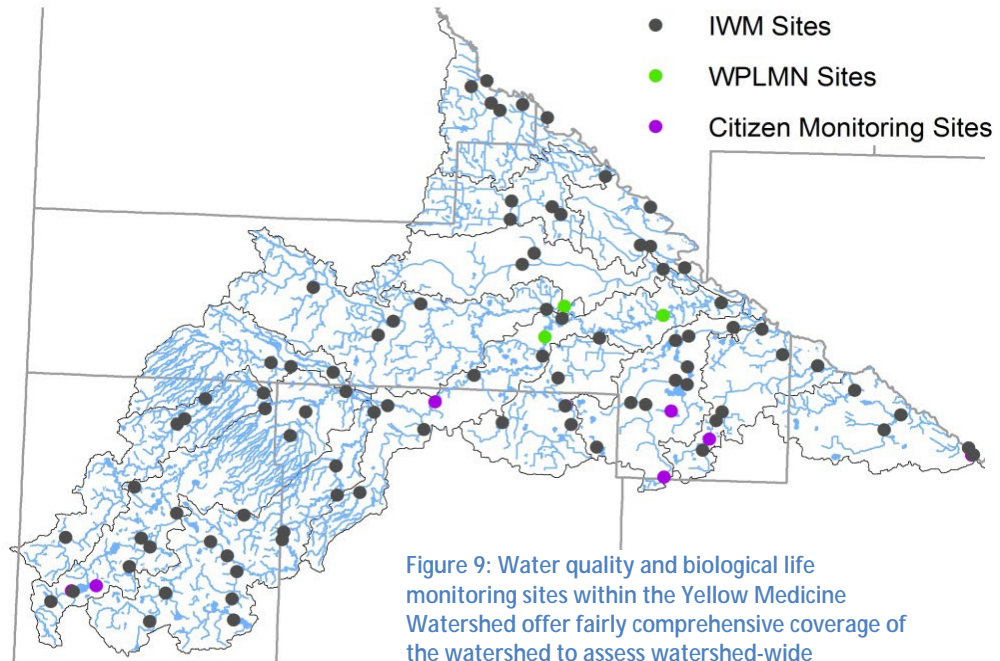 IWM Sites
WPLMN Sites
Citizen Monitoring Sites
Figure 9: Water quality and biological life
monitoring sites within the Yellow Medicine
Watershed offer fairly comprehensive coverage of
the watershed to assess watershed-wide